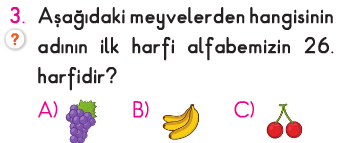 3. Aşağıdaki meyvelerden hangisinin
? adının ilk harfi alfabemizin 26.
harfidir?
A) B) C)